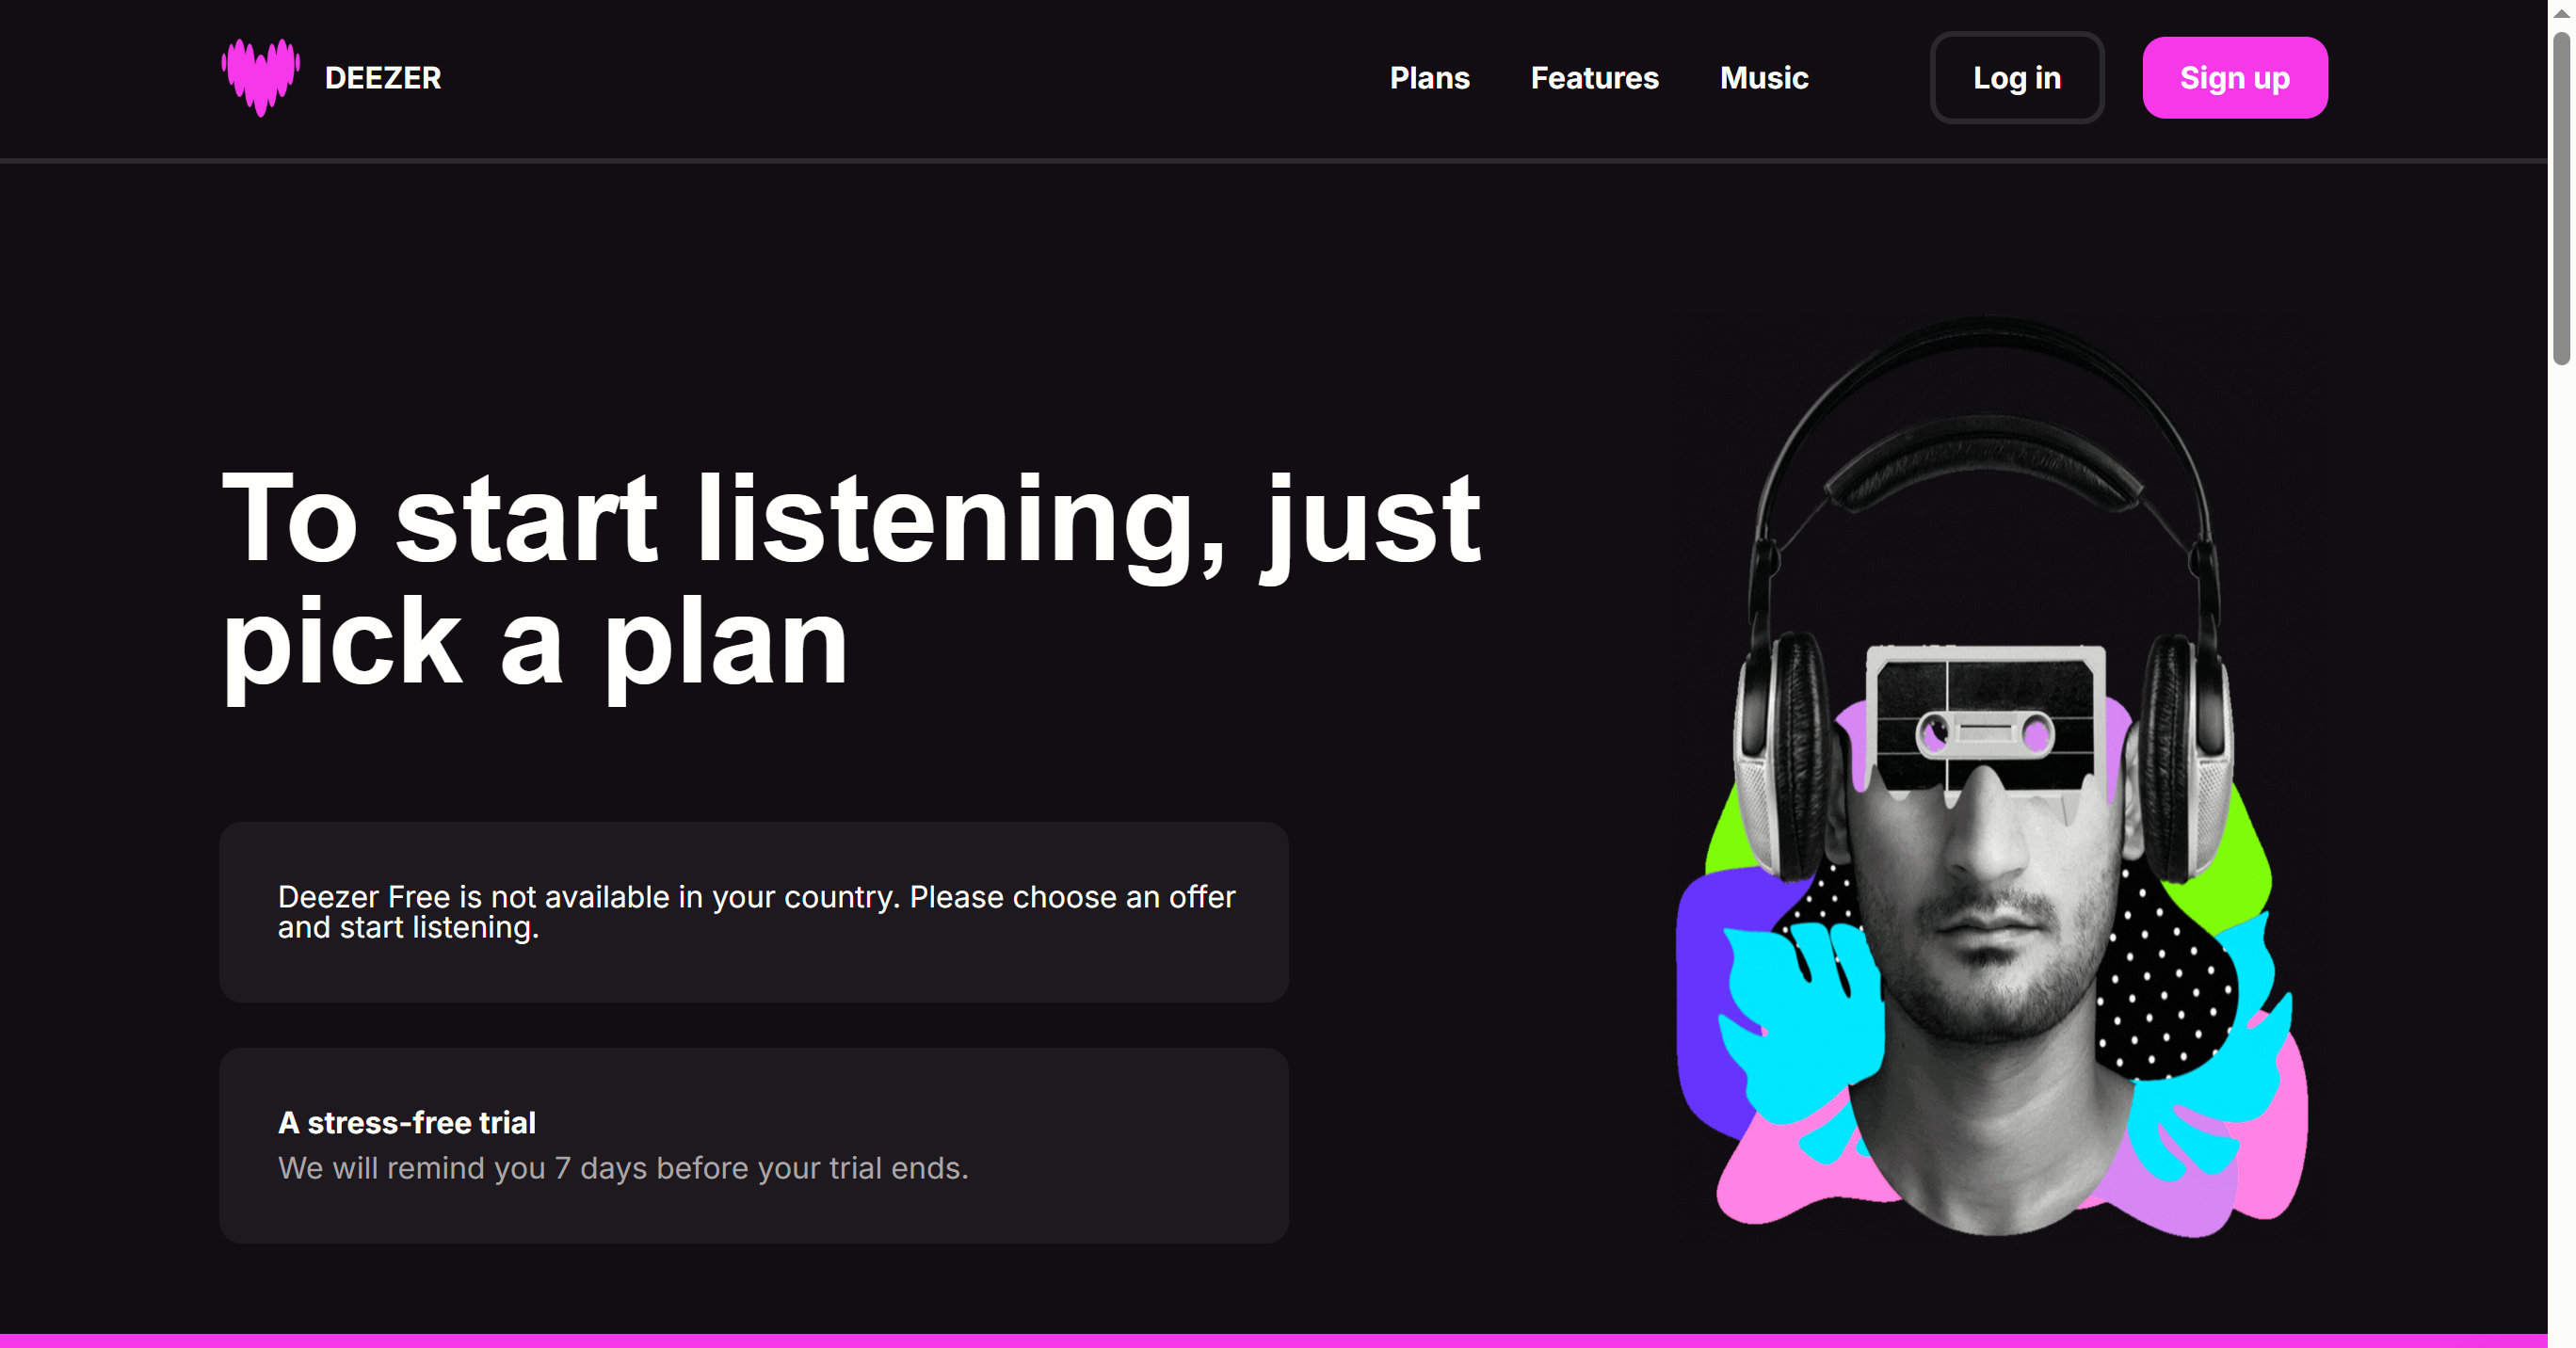 DEEZER
Plans
Features
Music
Log in
Sign up
To start listening, just
pick a plan
Deezer Free is not available in your country. Please choose an offer
and start listening.
A stress-free trial
We will remind you 7 days before your trial ends.